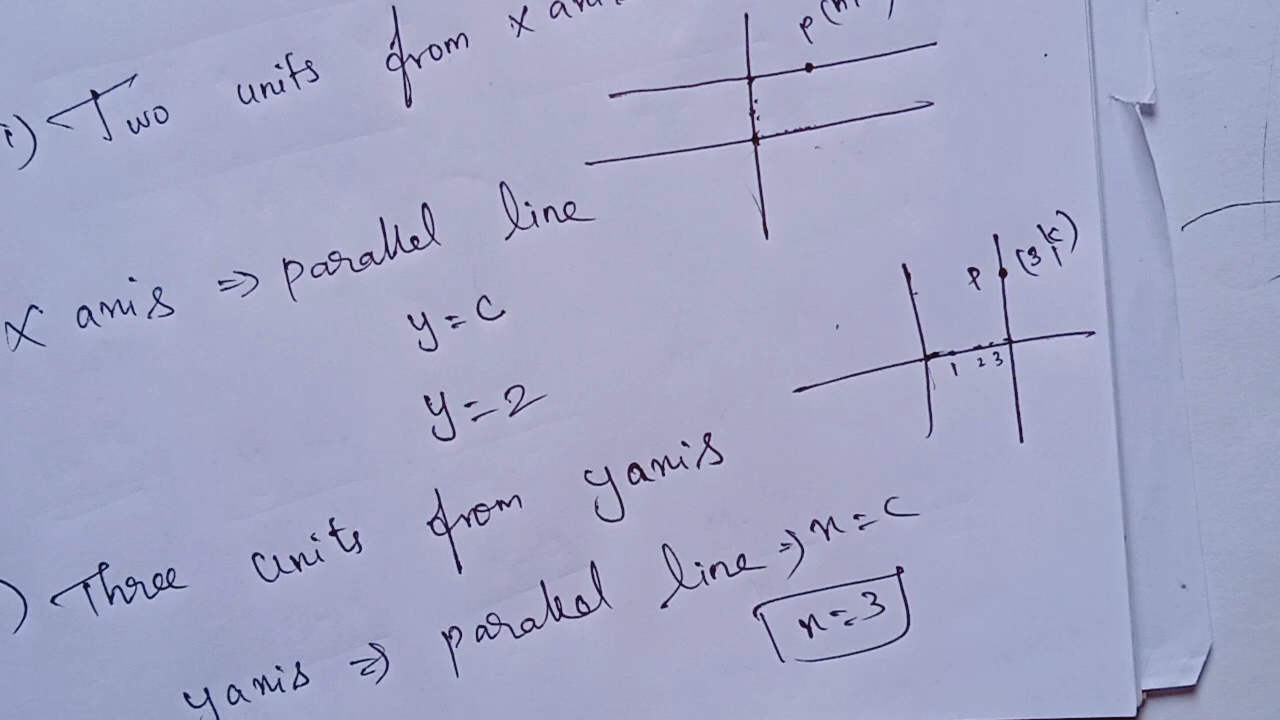 i) Two units from x axis
P(h,
X axis ⇒ parallel line
y = c
y = 2
P (3, k)
1 2 3
) Three units from y axis
y axis ⇒ parallel line ⇒ x = c
x = 3